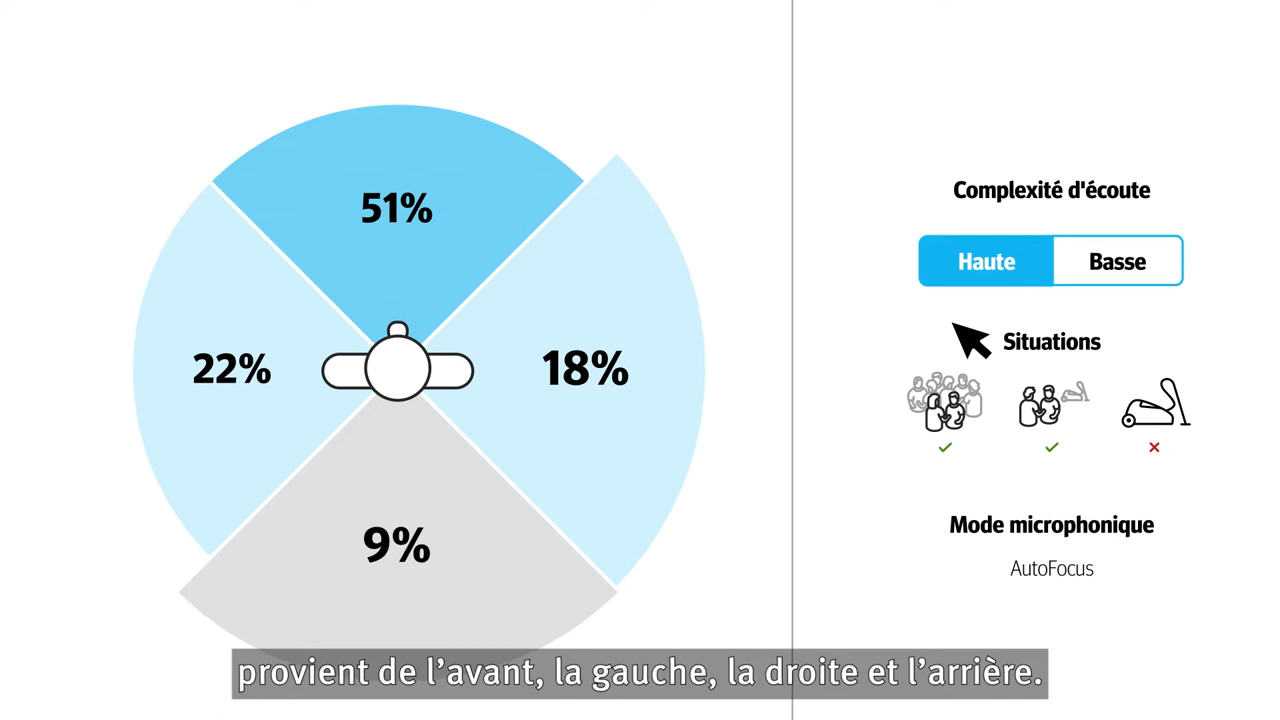 51%
22%
18%
9%
Complexité d'écoute
Haute
Basse
Situations
Mode microphonique
AutoFocus
provient de l’avant, la gauche, la droite et l’arrière.